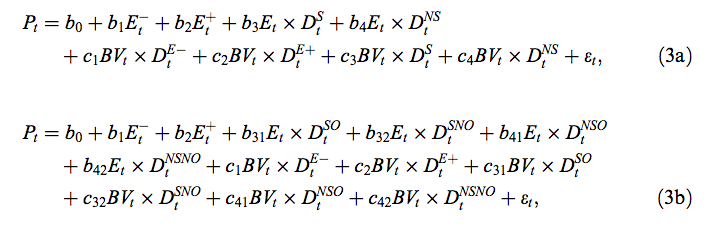 P_t = b_0 + b_1E_t^- + b_2E_t^+ + b_3E_t × D_t^S + b_4E_t × D_t^{NS}
+ c_1BV_t × D_t^{E-} + c_2BV_t × D_t^{E+} + c_3BV_t × D_t^S + c_4BV_t × D_t^{NS} + ε_t, (3a)
P_t = b_0 + b_1E_t^- + b_2E_t^+ + b_{31}E_t × D_t^{SO} + b_{32}E_t × D_t^{SNO} + b_{41}E_t × D_t^{NSO}
+ b_{42}E_t × D_t^{NSNO} + c_1BV_t × D_t^{E-} + c_2BV_t × D_t^{E+} + c_{31}BV_t × D_t^{SO}
+ c_{32}BV_t × D_t^{SNO} + c_{41}BV_t × D_t^{NSO} + c_{42}BV_t × D_t^{NSNO} + ε_t, (3b)